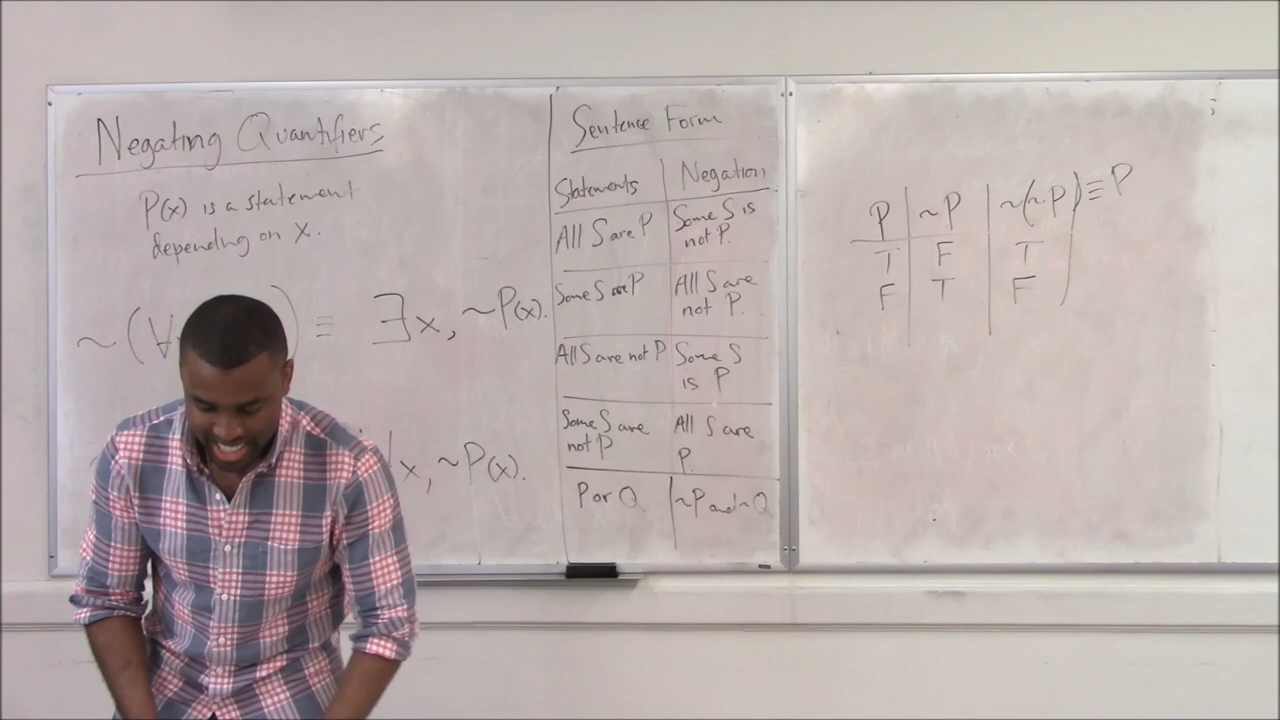 Negating Quantifiers
P(x) is a statement
depending on x.
~(∀ ) ≡ ∃x, ~P(x).
x, ~P(x).
Sentence Form
Statements Negation
All S are P Some S is
not P.
Some S are P All S are
not P.
All S are not P Some S
is P
Some S are All S are
not P P.
P or Q ~P and ~Q
P ~P ~(~P) ≡ P
T F T
F T F